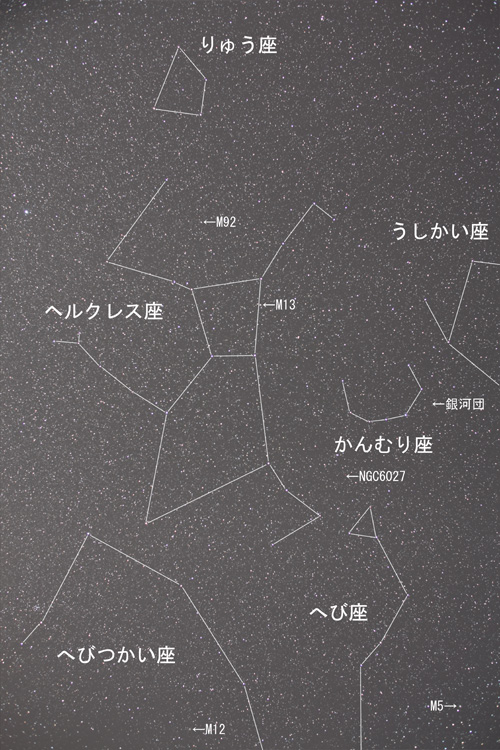 りゅう座
←M92
うしかい座
ヘルクレス座
←M13
←銀河団
かんむり座
←NGC6027
へび座
へびつかい座
M5→
←M12